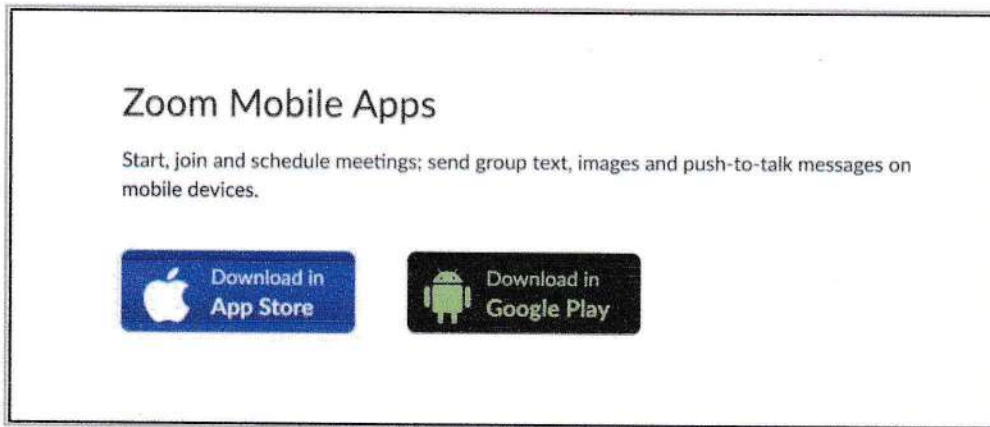 Zoom Mobile Apps
Start, join and schedule meetings; send group text, images and push-to-talk messages on
mobile devices.
Download in
App Store
Download in
Google Play